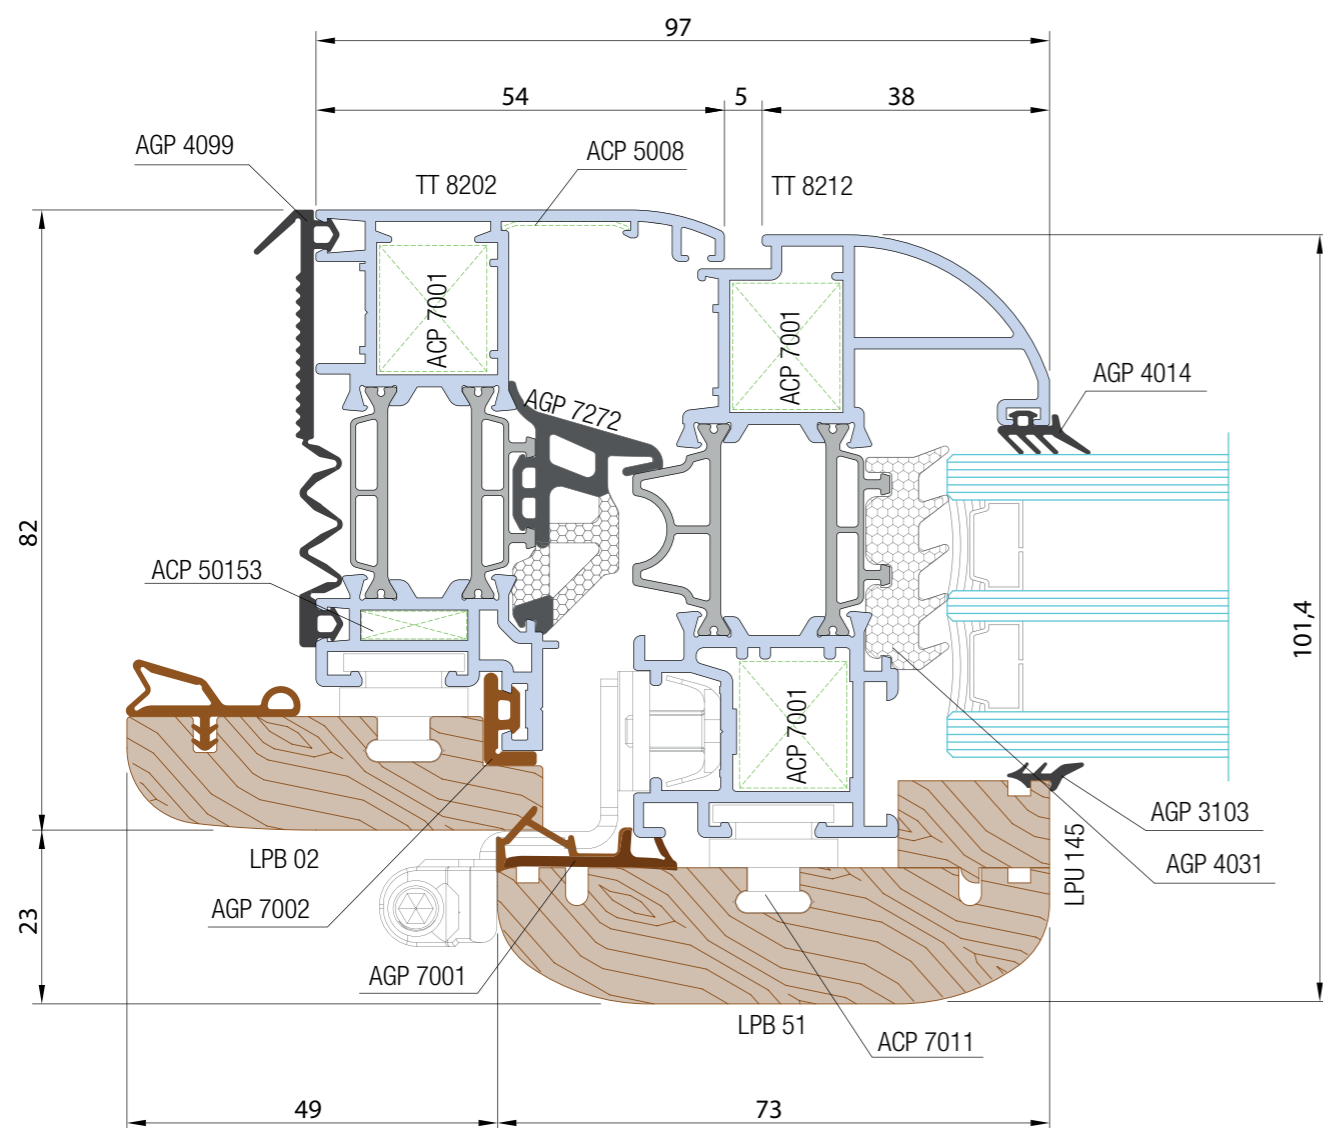 97
54
5
38
AGP 4099
ACP 5008
TT 8202
TT 8212
ACP 7001
ACP 7001
AGP 7272
AGP 4014
82
ACP 50153
101,4
ACP 7001
AGP 3103
LPU 145
AGP 4031
LPB 02
AGP 7002
23
AGP 7001
LPB 51
ACP 7011
49
73